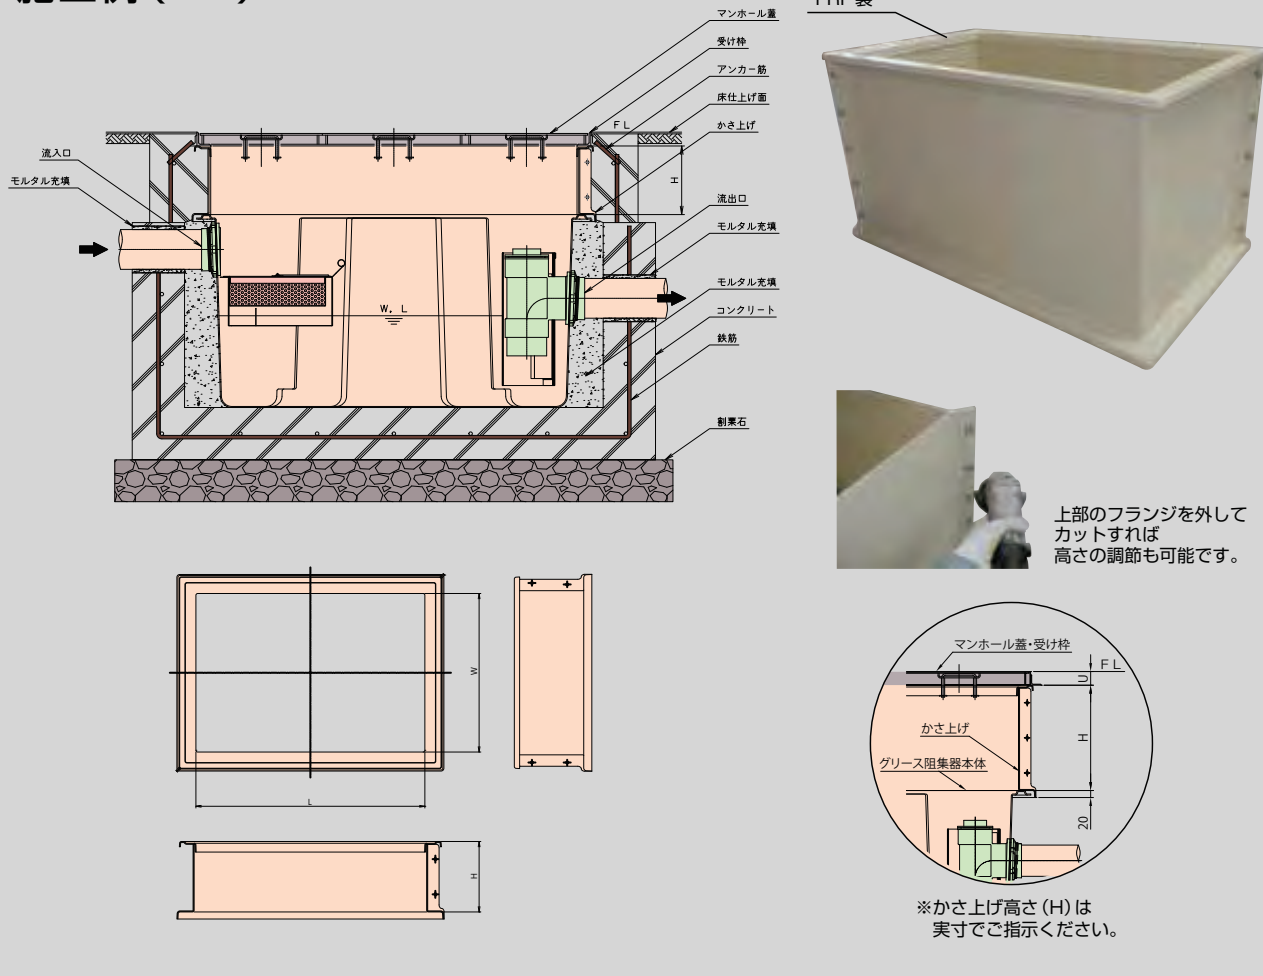 マンホール蓋
受け枠
アンカー筋
床仕上げ面
FL
かさ上げ
流入口
モルタル充填
H
流出口
モルタル充填
モルタル充填
コンクリート
鉄筋
W. L
割栗石
上部のフランジを外して
カットすれば
高さの調節も可能です。
W
L
H
マンホール蓋・受け枠
FL
U
かさ上げ
H
グリース阻集器本体
20
※かさ上げ高さ(H)は
実寸でご指示ください。